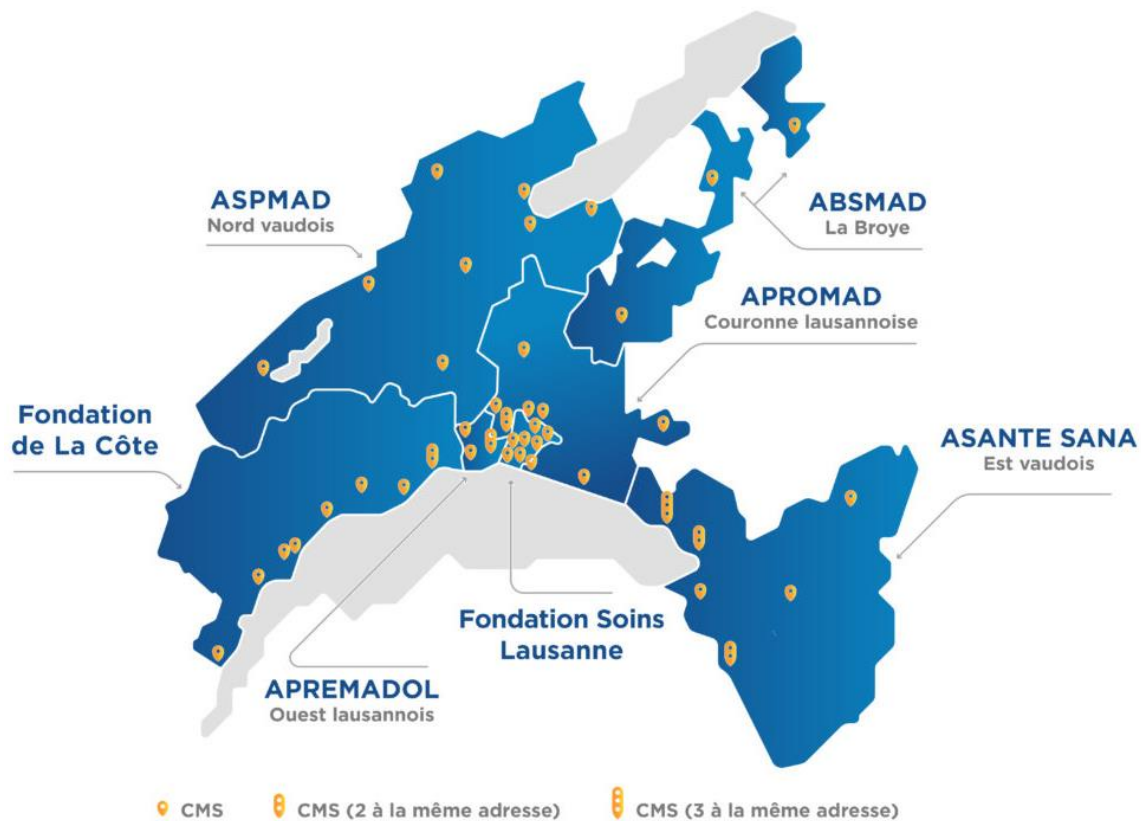 ASPMAD
Nord vaudois
ABSMAD
La Broye
APROMAD
Couronne lausannoise
Fondation
de La Côte
ASANTE SANA
Est vaudois
Fondation Soins
Lausanne
APREMADOL
Ouest lausannois
CMS
CMS (2 à la même adresse)
CMS (3 à la même adresse)